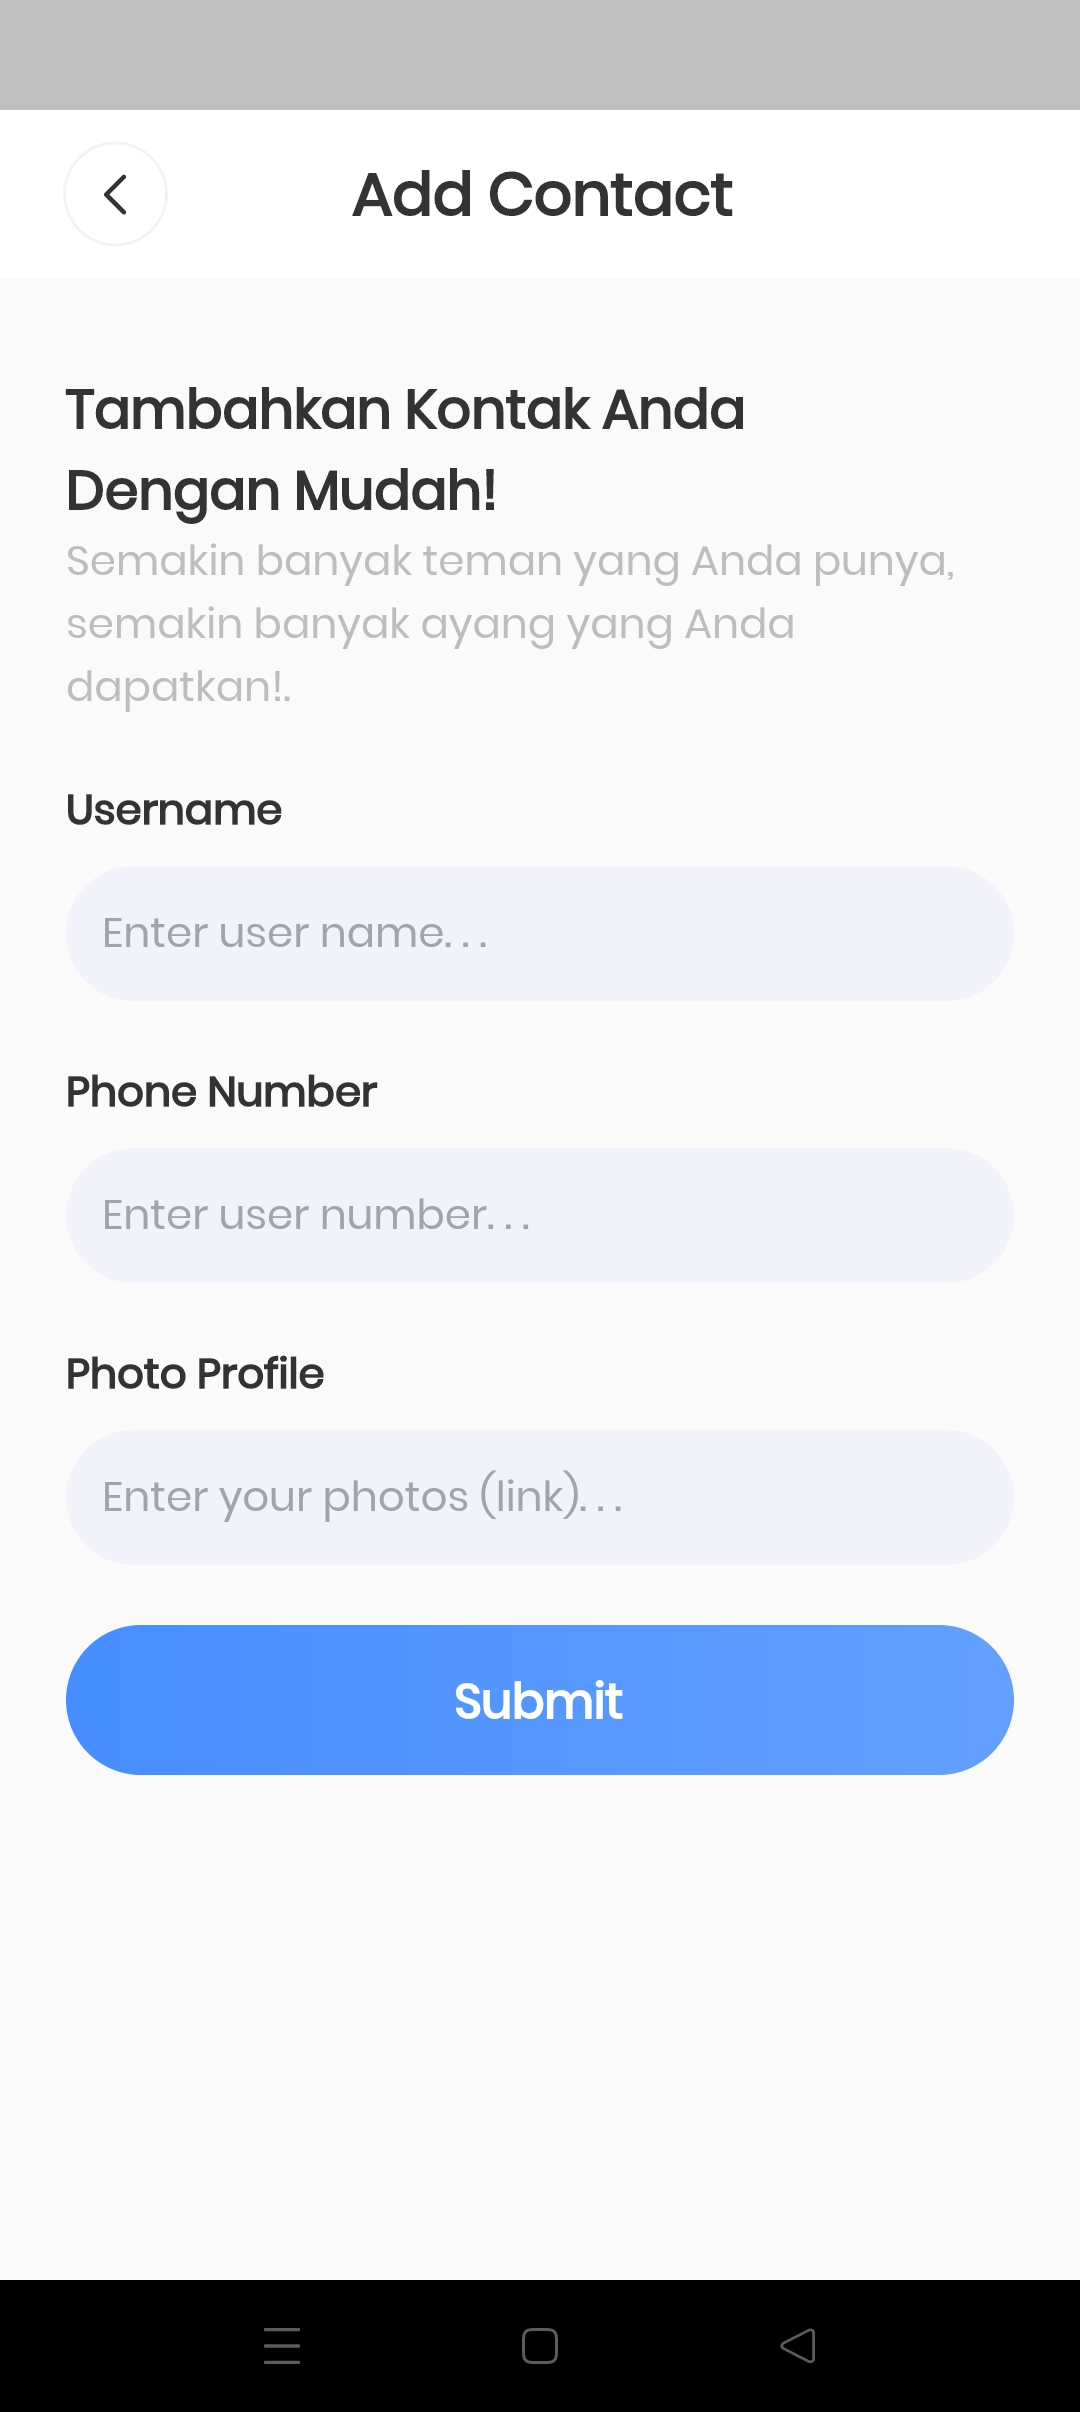 Add Contact
Tambahkan Kontak Anda
Dengan Mudah!
Semakin banyak teman yang Anda punya,
semakin banyak ayang yang Anda
dapatkan!.
Username
Enter user name. . .
Phone Number
Enter user number. . .
Photo Profile
Enter your photos (link). . .
Submit